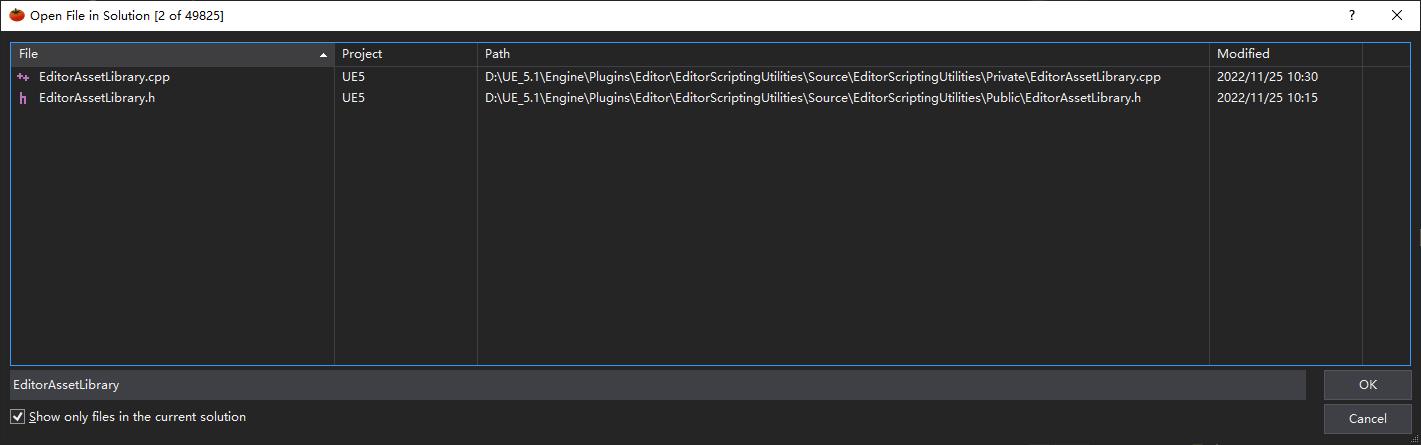 Open File in Solution [2 of 49825]
?
File Project Path Modified
EditorAssetLibrary.cpp UE5 D:\UE_5.1\Engine\Plugins\Editor\EditorScriptingUtilities\Source\EditorScriptingUtilities\Private\EditorAssetLibrary.cpp 2022/11/25 10:30
h EditorAssetLibrary.h UE5 D:\UE_5.1\Engine\Plugins\Editor\EditorScriptingUtilities\Source\EditorScriptingUtilities\Public\EditorAssetLibrary.h 2022/11/25 10:15
EditorAssetLibrary OK
Show only files in the current solution Cancel